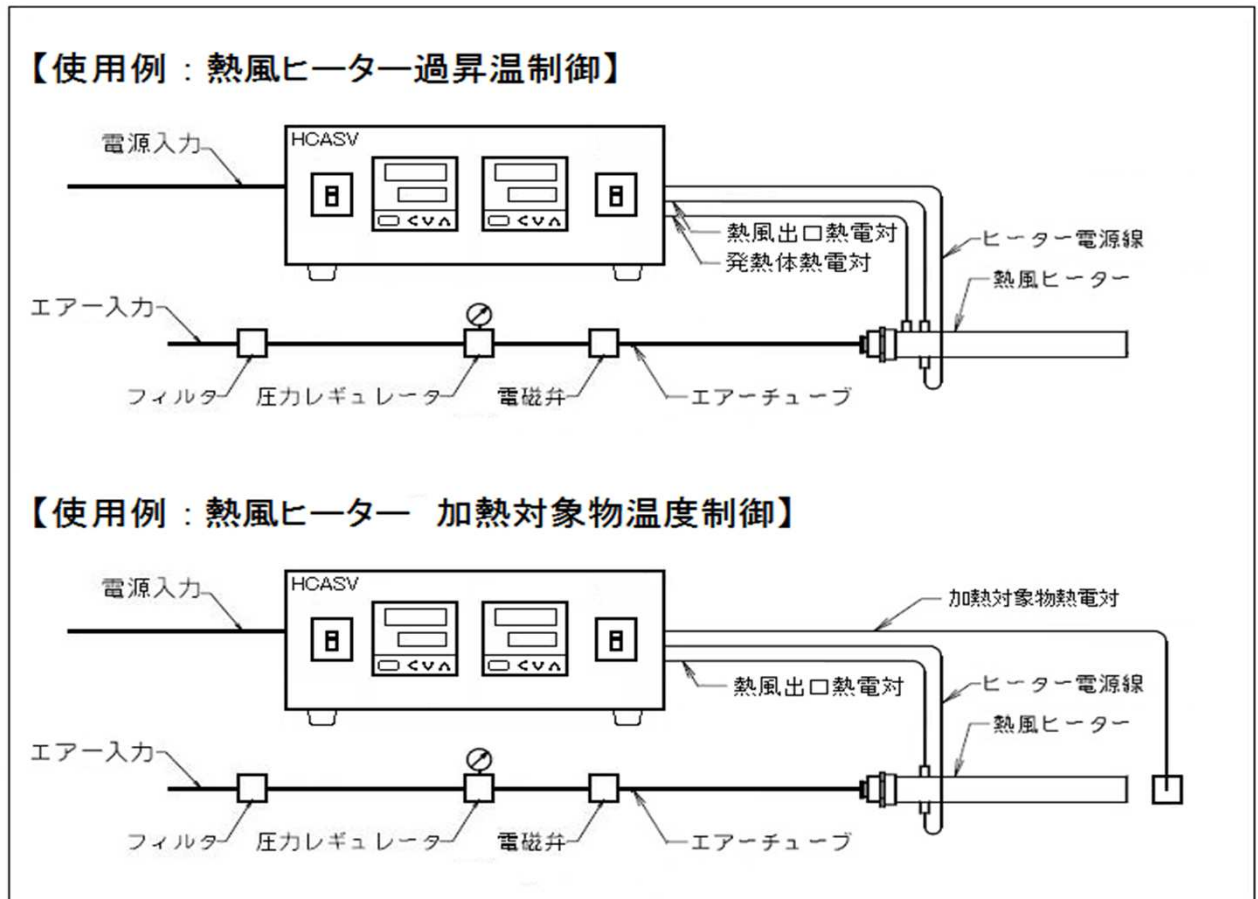 【使用例：熱風ヒーター過昇温制御】
電源入力
HCASV
熱風出口熱電対
発熱体熱電対
ヒーター電源線
熱風ヒーター
エアー入力
フィルタ
圧力レギュレータ
電磁弁
エアーチューブ
【使用例：熱風ヒーター 加熱対象物温度制御】
電源入力
HCASV
加熱対象物熱電対
熱風出口熱電対
ヒーター電源線
熱風ヒーター
エアー入力
フィルタ
圧力レギュレータ
電磁弁
エアーチューブ